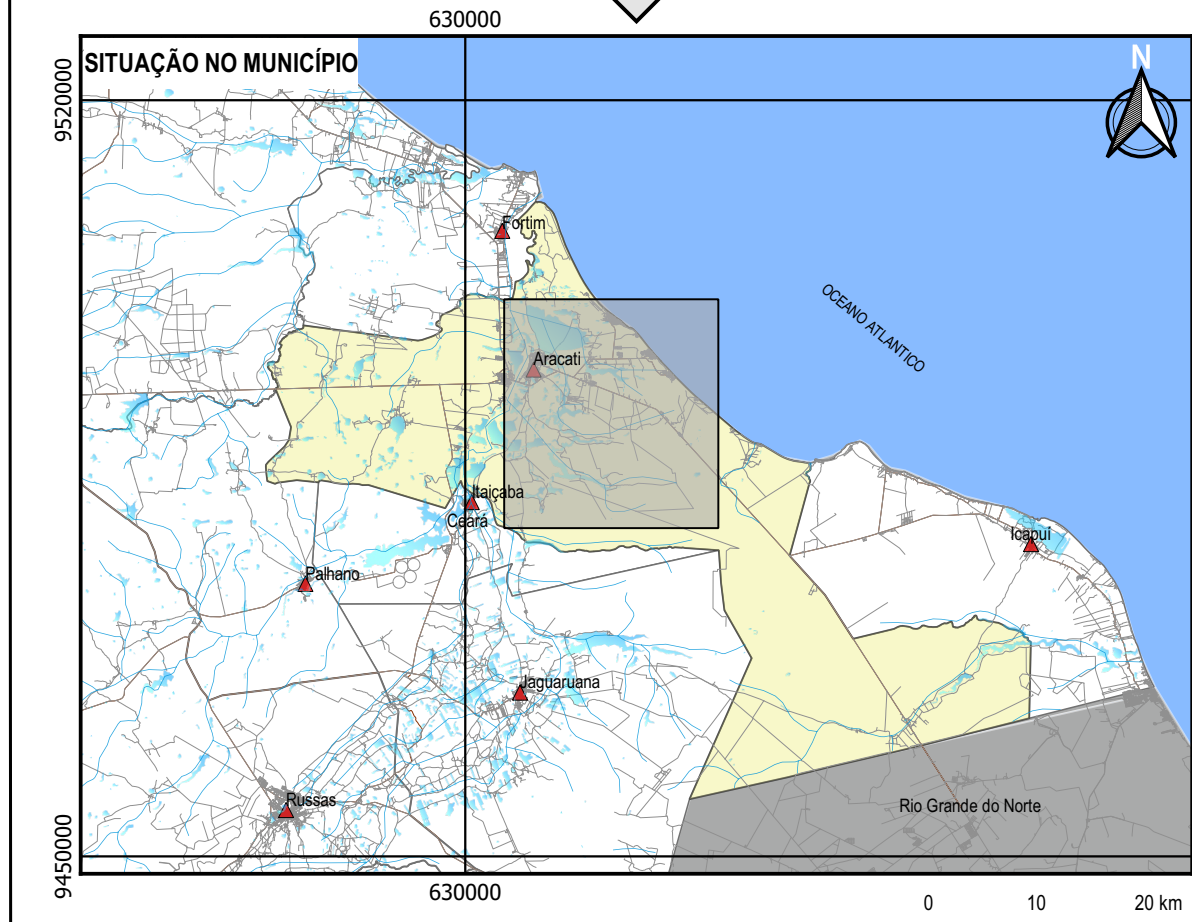 630000
SITUAÇÃO NO MUNICÍPIO
N
9520000
Fortim
OCEANO ATLANTICO
Aracati
Itaiçaba
Ceará
Icapuí
Palhano
Jaguaruana
Russas
Rio Grande do Norte
9450000
630000
0 10 20 km